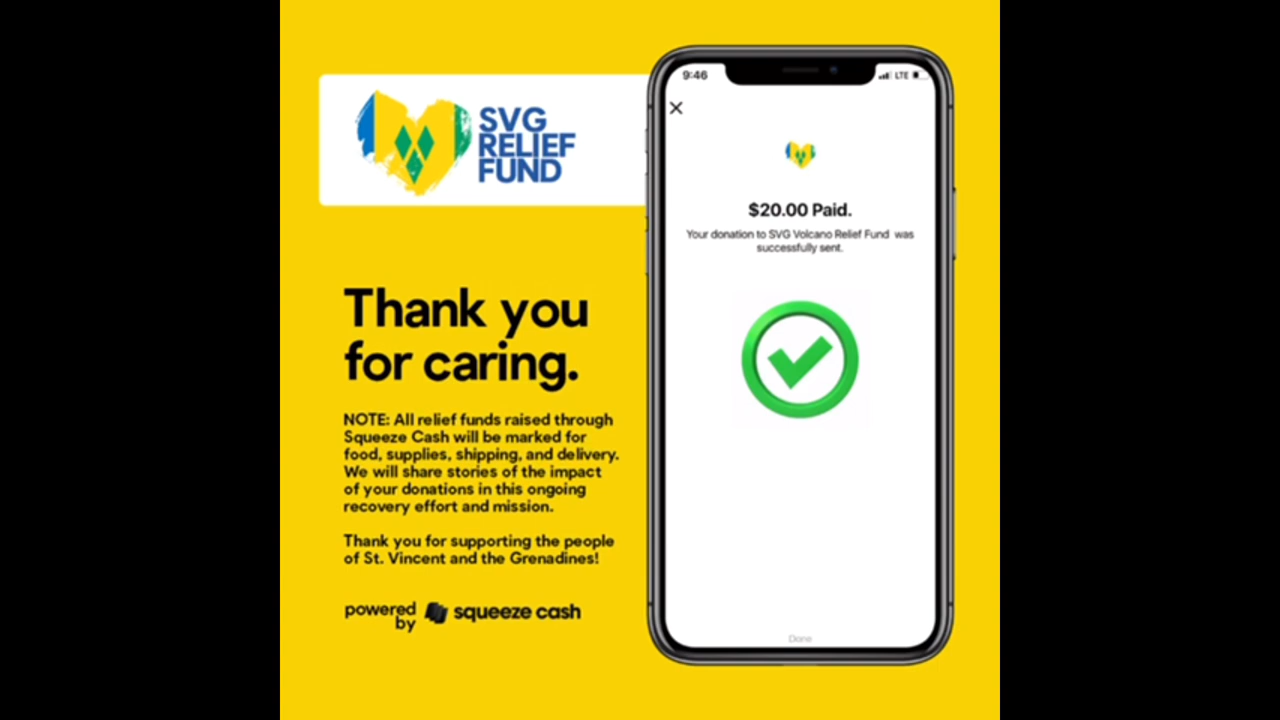 SVG
RELIEF
FUND
Thank you
for caring.
NOTE: All relief funds raised through
Squeeze Cash will be marked for
food, supplies, shipping, and delivery.
We will share stories of the impact
of your donations in this ongoing
recovery effort and mission.
Thank you for supporting the people
of St. Vincent and the Grenadines!
powered
by
squeeze cash
9:46
LTE
$20.00 Paid.
Your donation to SVG Volcano Relief Fund was
successfully sent.
Done